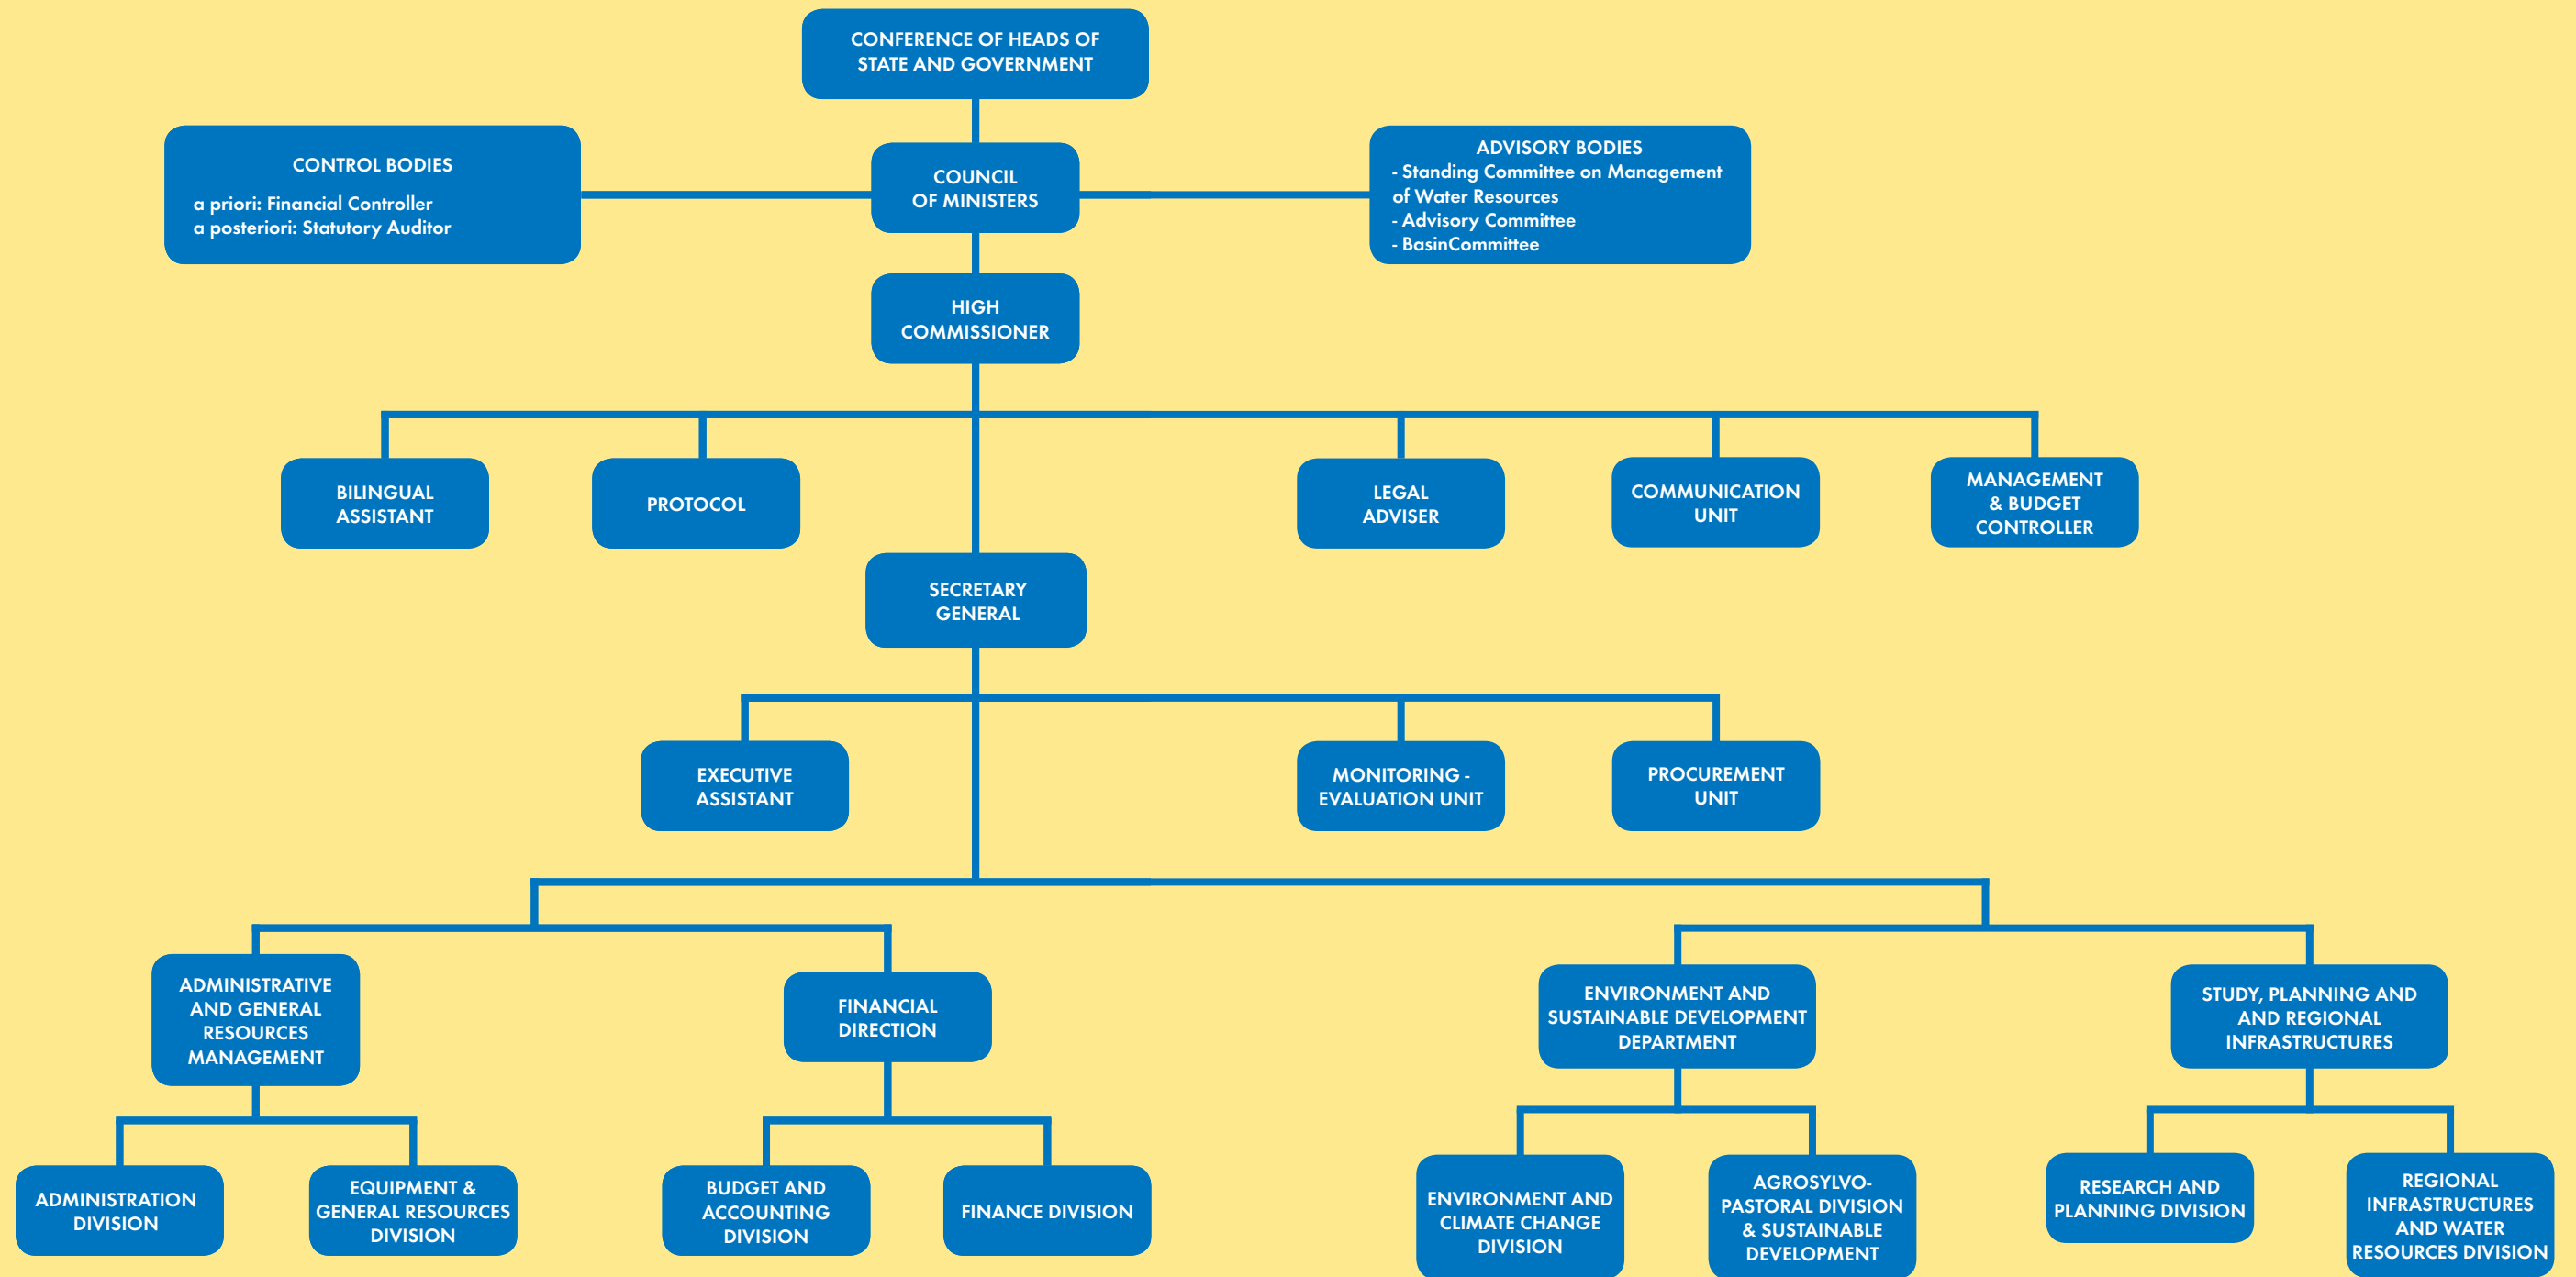 CONFERENCE OF HEADS OF
STATE AND GOVERNMENT
CONTROL BODIES
a priori: Financial Controller
a posteriori: Statutory Auditor
COUNCIL
OF MINISTERS
ADVISORY BODIES
- Standing Committee on Management
of Water Resources
- Advisory Committee
- BasinCommittee
HIGH
COMMISSIONER
BILINGUAL
ASSISTANT
PROTOCOL
LEGAL
ADVISER
COMMUNICATION
UNIT
MANAGEMENT
& BUDGET
CONTROLLER
SECRETARY
GENERAL
EXECUTIVE
ASSISTANT
MONITORING -
EVALUATION UNIT
PROCUREMENT
UNIT
ADMINISTRATIVE
AND GENERAL
RESOURCES
MANAGEMENT
FINANCIAL
DIRECTION
ENVIRONMENT AND
SUSTAINABLE DEVELOPMENT
DEPARTMENT
STUDY, PLANNING AND
AND REGIONAL
INFRASTRUCTURES
ADMINISTRATION
DIVISION
EQUIPMENT &
GENERAL RESOURCES
DIVISION
BUDGET AND
ACCOUNTING
DIVISION
FINANCE DIVISION
ENVIRONMENT AND
CLIMATE CHANGE
DIVISION
AGROSYLVO-
PASTORAL DIVISION
& SUSTAINABLE
DEVELOPMENT
RESEARCH AND
PLANNING DIVISION
REGIONAL
INFRASTRUCTURES
AND WATER
RESOURCES DIVISION